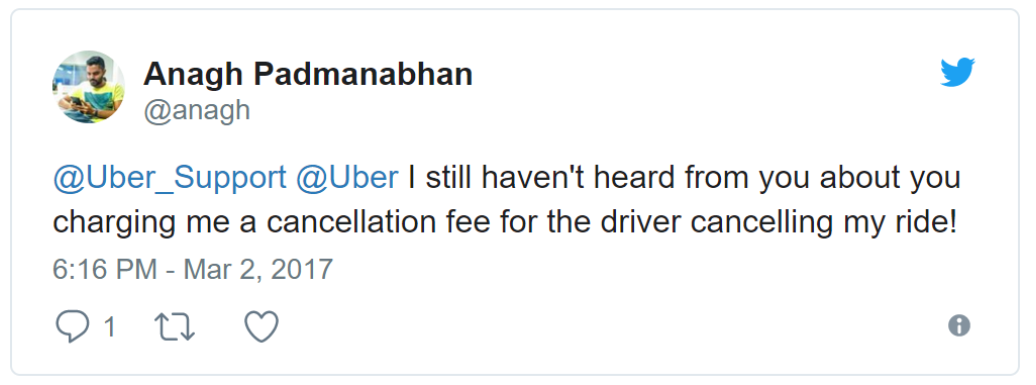 Anagh Padmanabhan
@anagh
@Uber_Support @Uber I still haven't heard from you about you
charging me a cancellation fee for the driver cancelling my ride!
6:16 PM - Mar 2, 2017
1